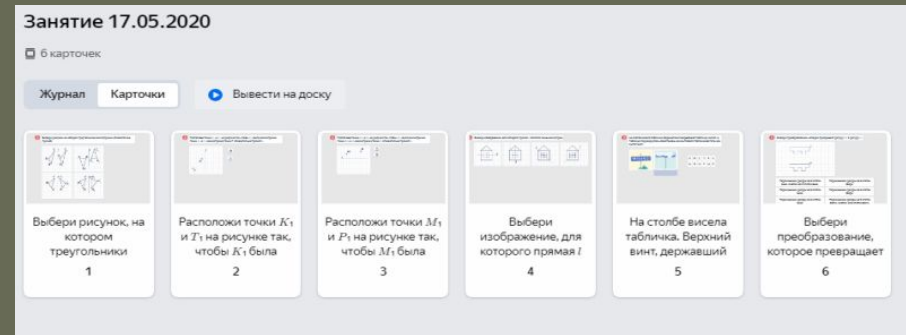 Занятие 17.05.2020
6 карточек
Журнал Карточки Вывести на доску
Выбери рисунок, на
котором
треугольники
1
Расположи точки K₁
и T₁ на рисунке так,
чтобы K₁ была
2
Расположи точки M₁
и P₁ на рисунке так,
чтобы M₁ была
3
Выбери
изображение, для
которого прямая l
4
На столбе висела
табличка. Верхний
винт, державший
5
Выбери
преобразование,
которое превращает
6